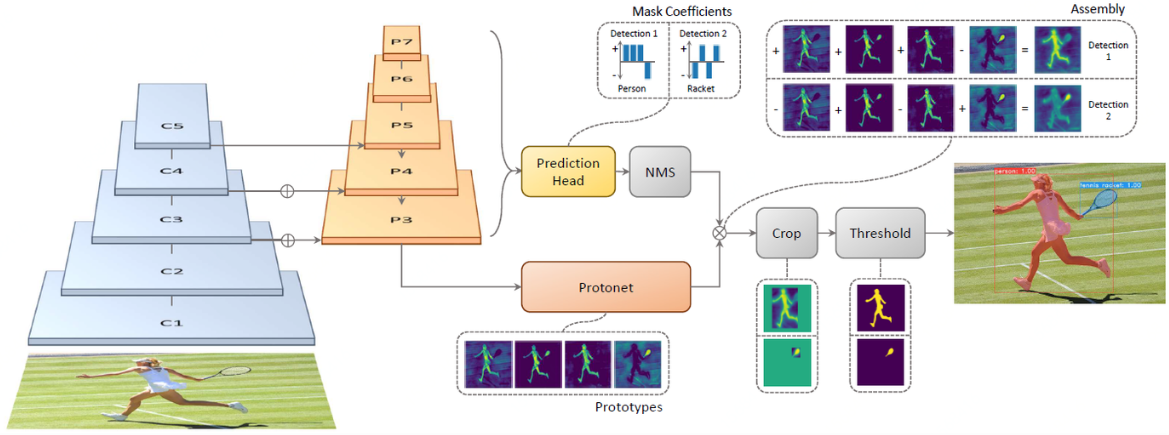 Mask Coefficients
Detection 1
Detection 2
+
-
+
-
Person
Racket
Assembly
+ + + - =
Detection
1
- + - + =
Detection
2
P7
P6
P5
P4
P3
C5
C4
C3
C2
C1
Prediction
Head
NMS
Crop
Threshold
Protonet
Prototypes
person: 1.00
tennis racket: 1.00